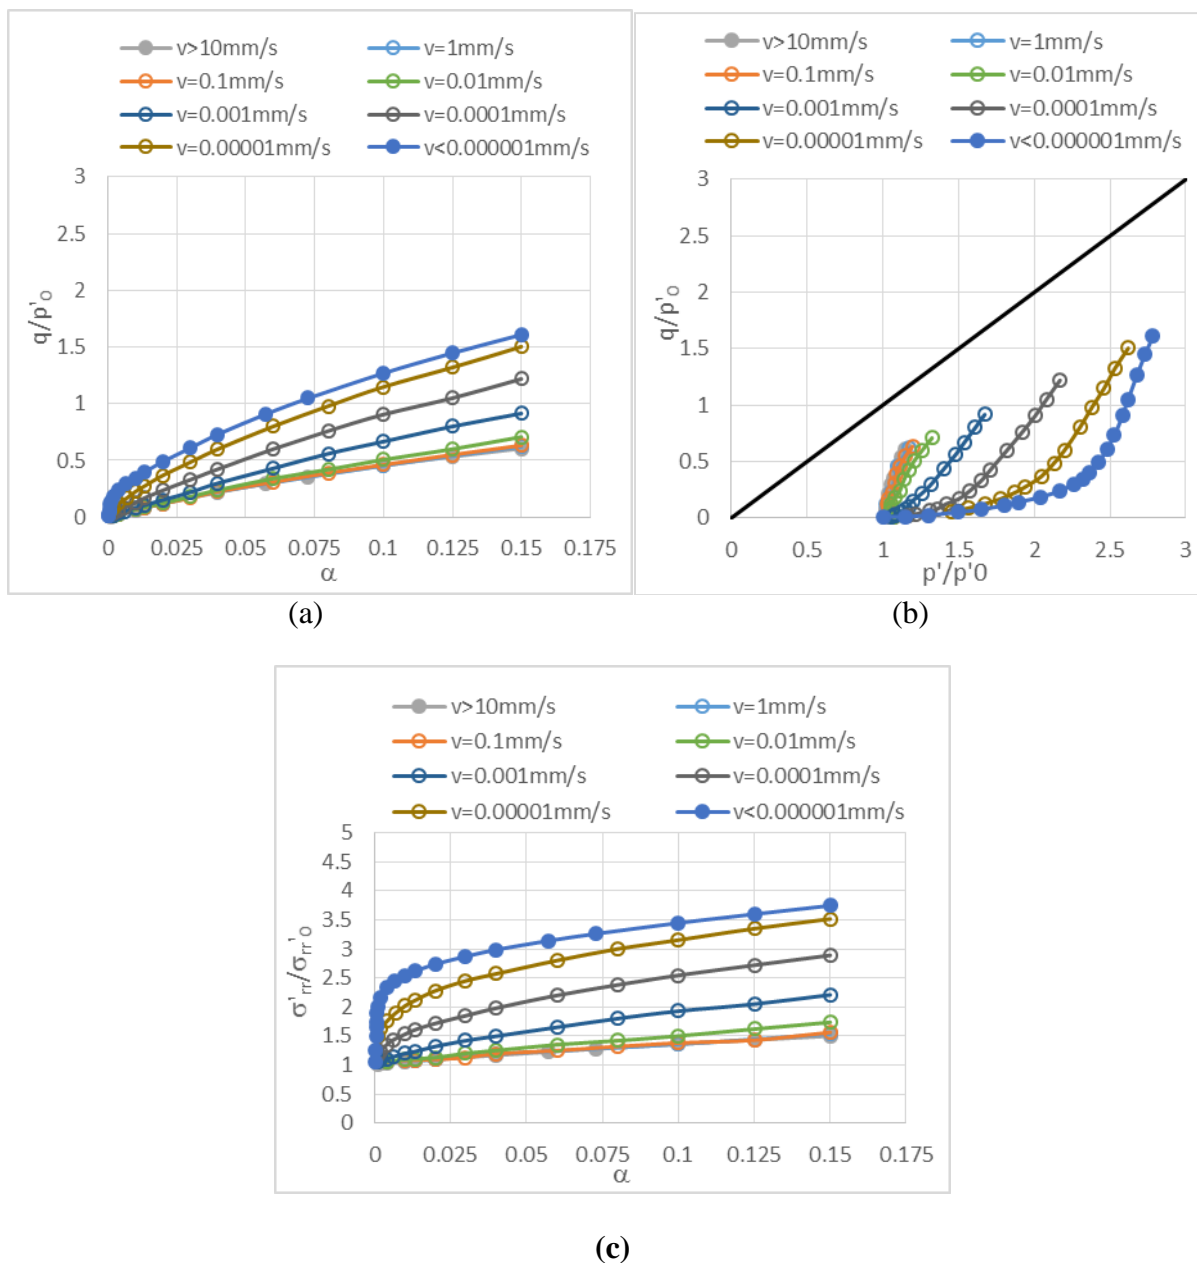 v>10mm/s v=1mm/s
v=0.1mm/s v=0.01mm/s
v=0.001mm/s v=0.0001mm/s
v=0.00001mm/s v<0.000001mm/s
3
2.5
2
1.5
1
0.5
0
q/p'0
0 0.025 0.05 0.075 0.1 0.125 0.15 0.175
α
(a)
v>10mm/s v=1mm/s
v=0.1mm/s v=0.01mm/s
v=0.001mm/s v=0.0001mm/s
v=0.00001mm/s v<0.000001mm/s
3
2.5
2
1.5
1
0.5
0
q/p'0
0 0.5 1 1.5 2 2.5 3
p'/p'0
(b)
v>10mm/s v=1mm/s
v=0.1mm/s v=0.01mm/s
v=0.001mm/s v=0.0001mm/s
v=0.00001mm/s v<0.000001mm/s
5
4.5
4
3.5
3
2.5
2
1.5
1
0.5
0
σ'rr/σrr'0
0 0.025 0.05 0.075 0.1 0.125 0.15 0.175
α
(c)